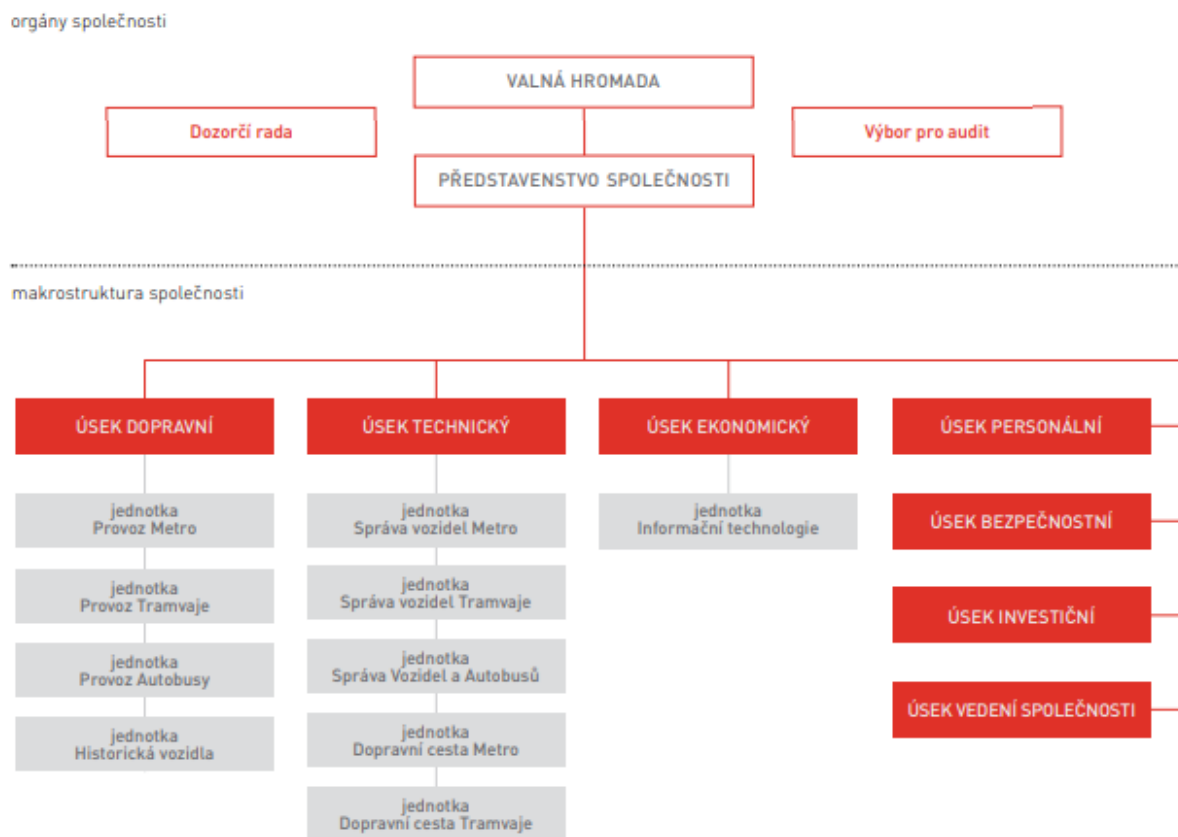 orgány společnosti
VALNÁ HROMADA
Dozorčí rada
Výbor pro audit
PŘEDSTAVENSTVO SPOLEČNOSTI
makrostruktura společnosti
ÚSEK DOPRAVNÍ
jednotka
Provoz Metro
jednotka
Provoz Tramvaje
jednotka
Provoz Autobusy
jednotka
Historická vozidla
ÚSEK TECHNICKÝ
jednotka
Správa vozidel Metro
jednotka
Správa vozidel Tramvaje
jednotka
Správa Vozidel a Autobusů
jednotka
Dopravní cesta Metro
jednotka
Dopravní cesta Tramvaje
ÚSEK EKONOMICKÝ
jednotka
Informační technologie
ÚSEK PERSONÁLNÍ
ÚSEK BEZPEČNOSTNÍ
ÚSEK INVESTIČNÍ
ÚSEK VEDENÍ SPOLEČNOSTI